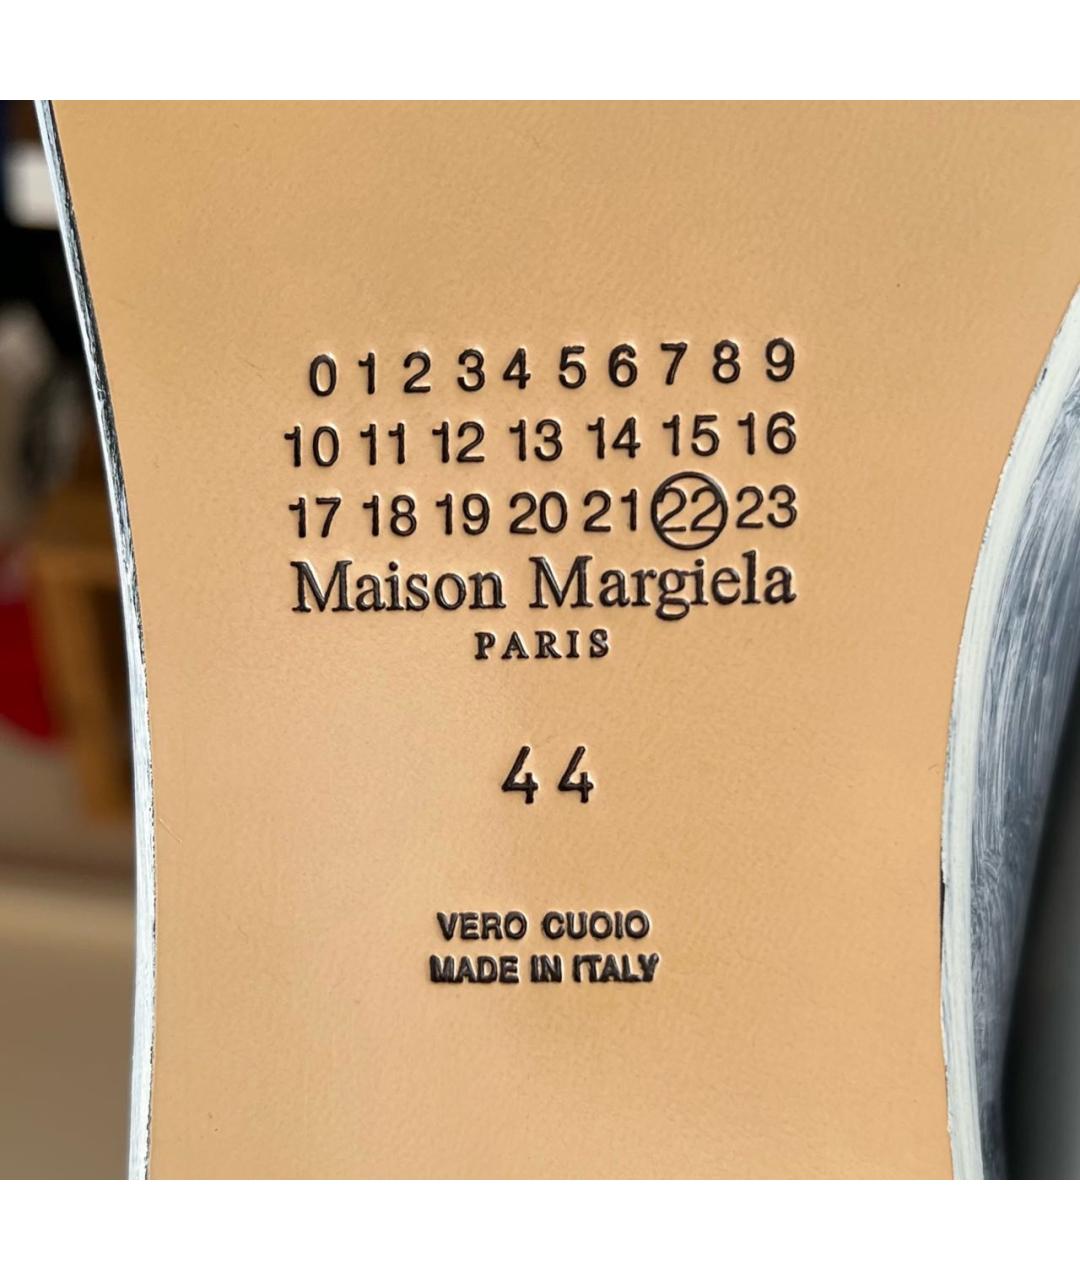 0 1 2 3 4 5 6 7 8 9
10 11 12 13 14 15 16
17 18 19 20 21 22 23
Maison Margiela
PARIS
44
VERO CUOIO
MADE IN ITALY